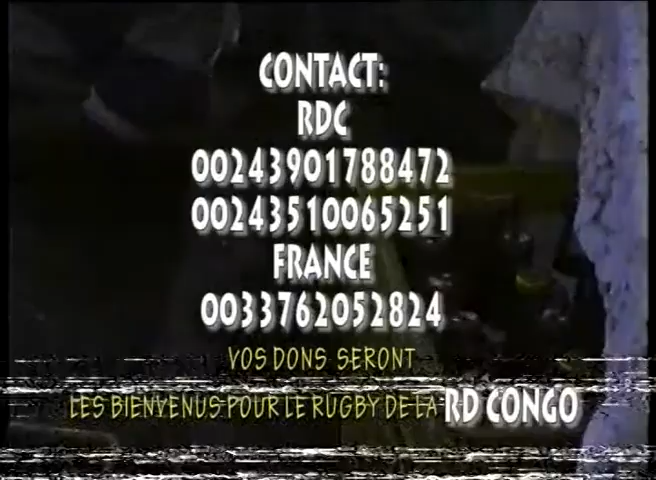 CONTACT:
RDC
00243901788472
00243510065251
FRANCE
0033762052824
VOS DONS SERONT
LES BIENVENUS POUR LE RUGBY DE LA RD CONGO